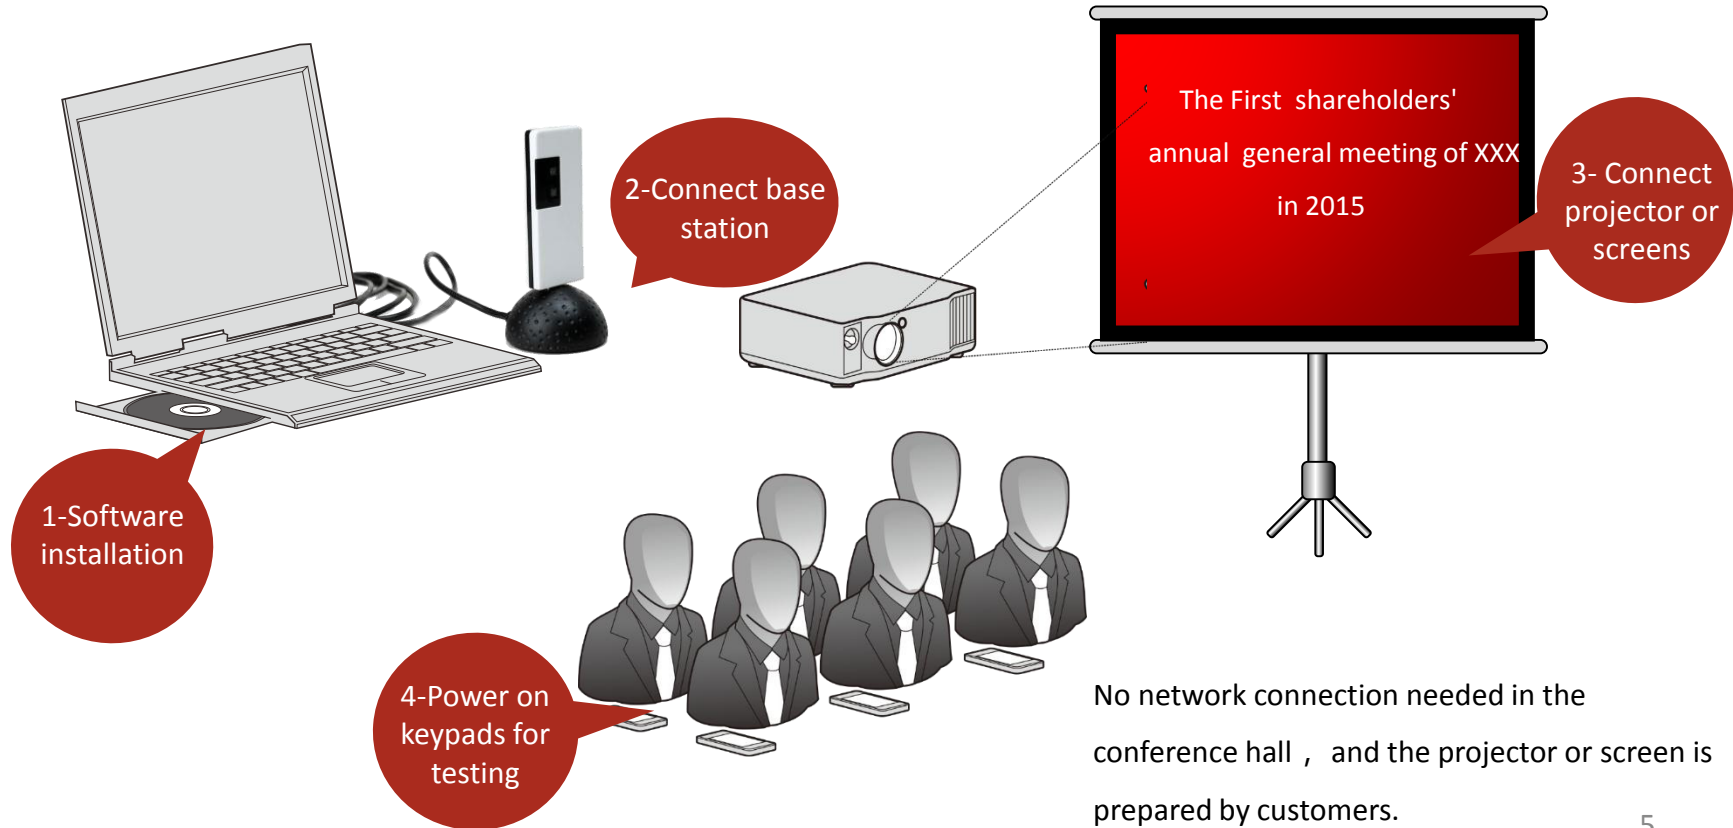 The First shareholders'
annual general meeting of XXX
in 2015
2-Connect base
station
3- Connect
projector or
screens
1-Software
installation
4-Power on
keypads for
testing
No network connection needed in the
conference hall , and the projector or screen is
prepared by customers.
5